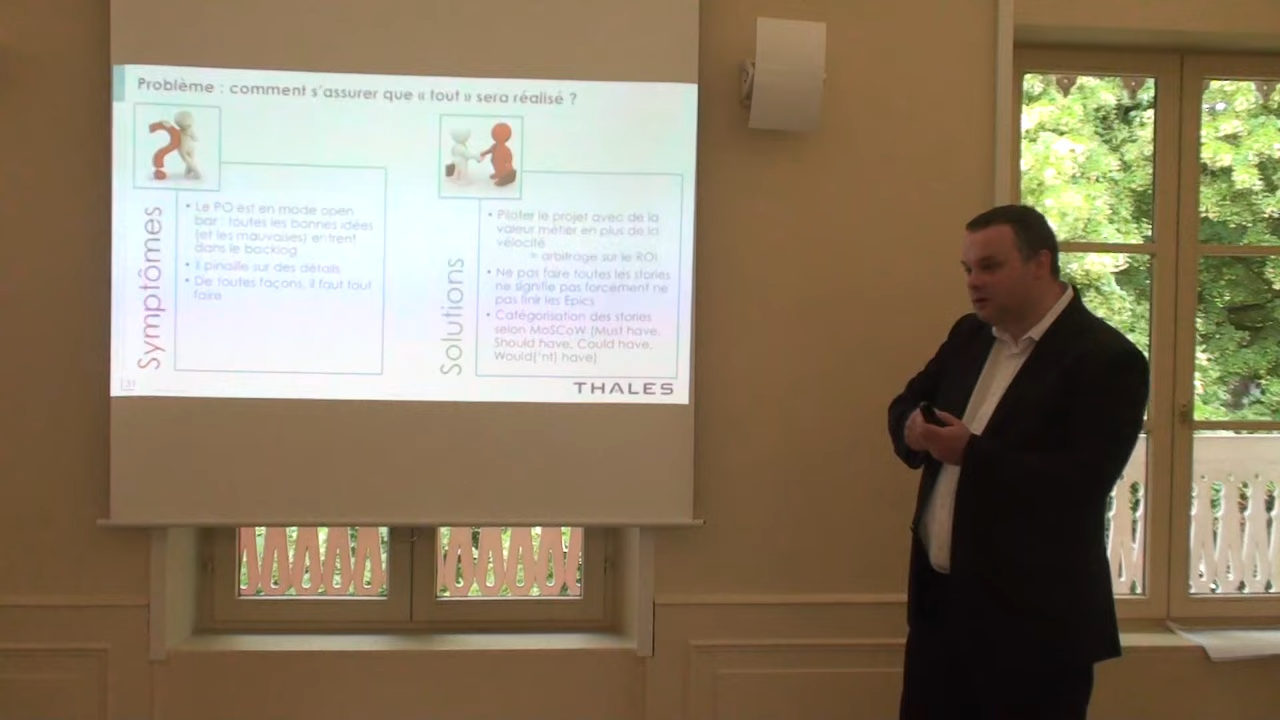 Problème : comment s'assurer que « tout » sera réalisé ?
Symptômes
• Le PO est en mode open
bar : toutes les bonnes idées
(et les mauvaises) entrent
dans le backlog
• Il pinaille sur des détails
• De toutes façons, il faut tout
faire
Solutions
• Piloter le projet avec de la
valeur métier en plus de la
vélocité
» arbitrage sur le ROI
• Ne pas faire toutes les stories
ne signifie pas forcement ne
pas finir les Epics
• Catégorisation des stories
selon MoSCoW (Must have,
Should have, Could have,
Would('nt) have)
THALES